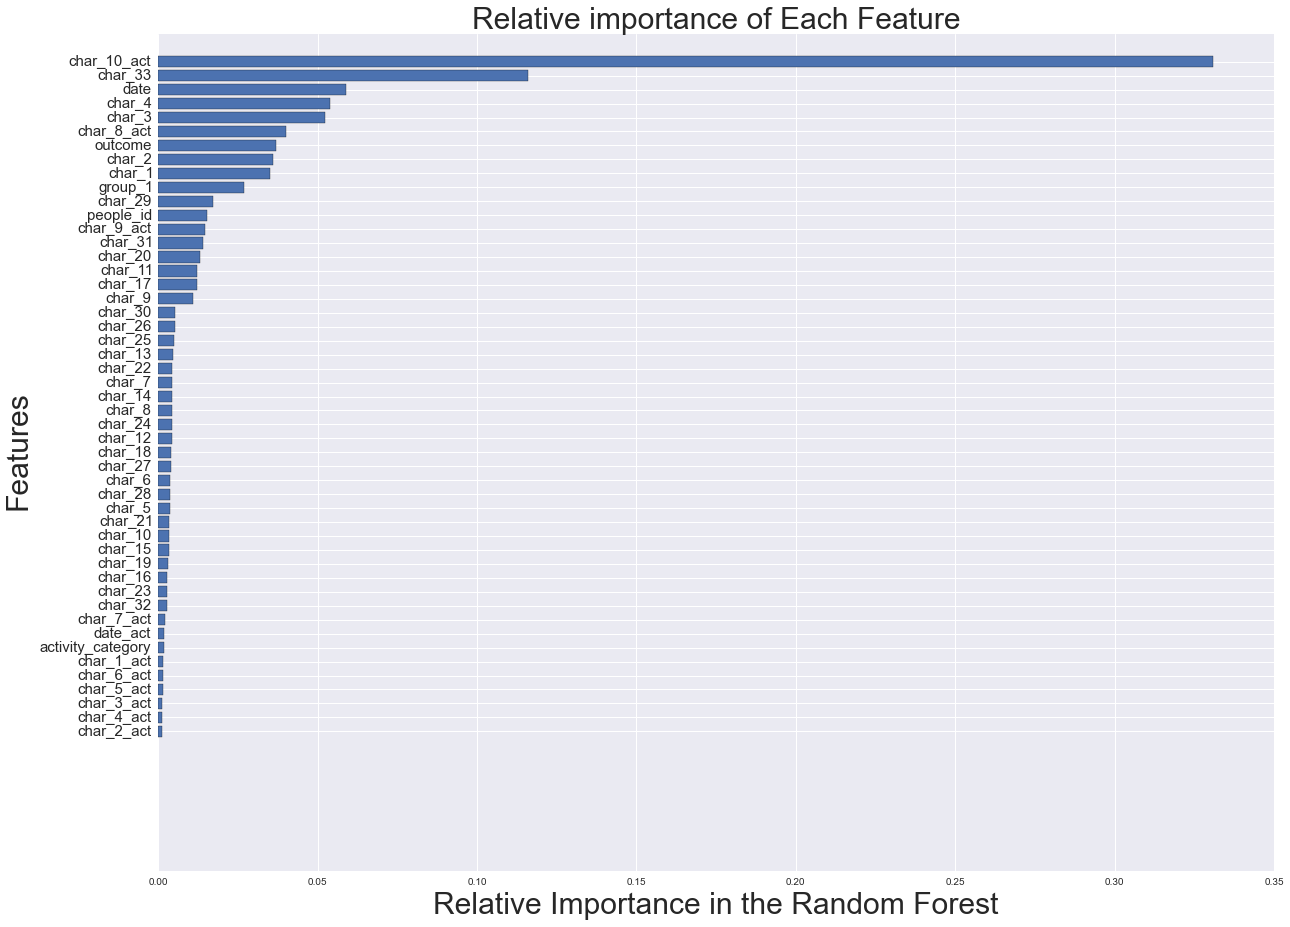 Relative importance of Each Feature
char_10_act
char_33
date
char_4
char_3
char_8_act
outcome
char_2
char_1
group_1
char_29
people_id
char_9_act
char_31
char_20
char_11
char_17
char_9
char_30
char_26
char_25
char_13
char_22
char_7
char_14
char_8
char_24
char_12
char_18
char_27
char_6
char_28
char_5
char_21
char_10
char_15
char_19
char_16
char_23
char_32
char_7_act
date_act
activity_category
char_1_act
char_6_act
char_5_act
char_3_act
char_4_act
char_2_act
Features
0.00 0.05 0.10 0.15 0.20 0.25 0.30 0.35
Relative Importance in the Random Forest